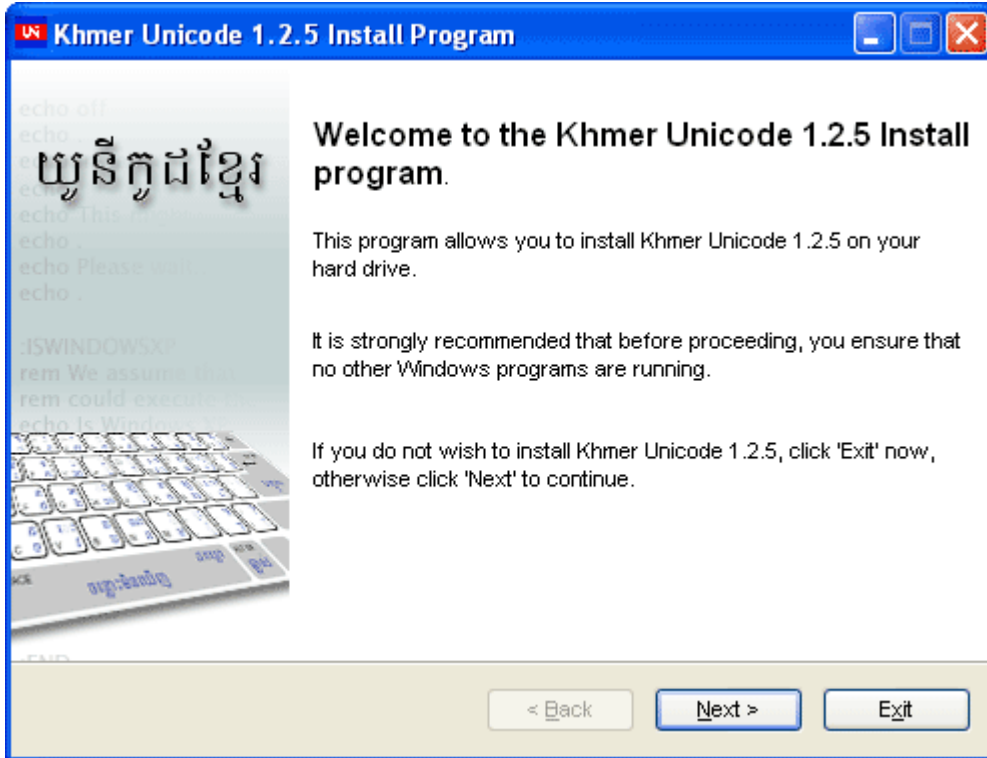 Khmer Unicode 1.2.5 Install Program
echo off
echo .
យូនីកូដខ្មែរ
echo This
echo .
echo Please wait..
echo .
:ISWINDOWSXP
rem We assume that
rem could execute
echo Is Windows
Welcome to the Khmer Unicode 1.2.5 Install
program.
This program allows you to install Khmer Unicode 1.2.5 on your
hard drive.
It is strongly recommended that before proceeding, you ensure that
no other Windows programs are running.
If you do not wish to install Khmer Unicode 1.2.5, click 'Exit' now,
otherwise click 'Next' to continue.
:END
< Back
Next >
Exit